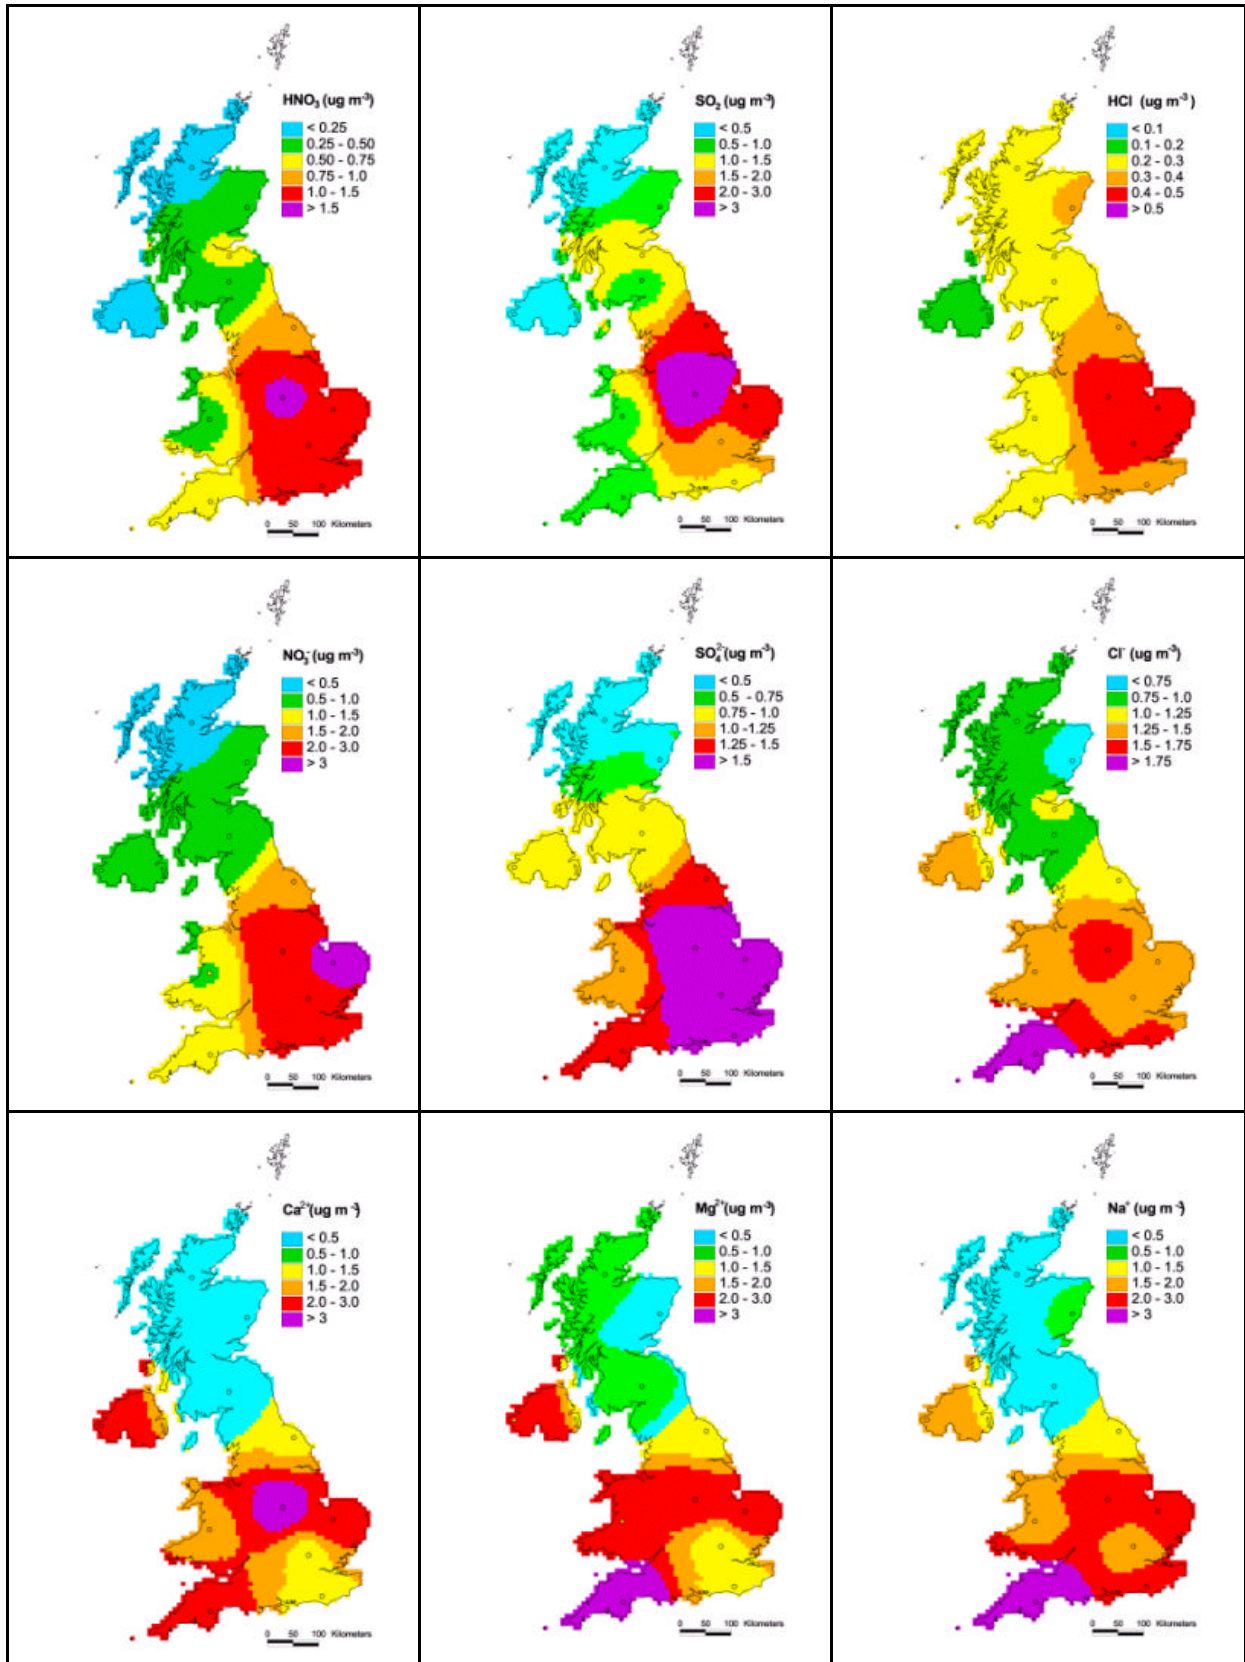 HNO₃ (ug m⁻³)
< 0.25
0.25 - 0.50
0.50 - 0.75
0.75 - 1.0
1.0 - 1.5
> 1.5
0 50 100 Kilometers
SO₂ (ug m⁻³)
< 0.5
0.5 - 1.0
1.0 - 1.5
1.5 - 2.0
2.0 - 3.0
> 3
0 50 100 Kilometers
HCl (ug m⁻³)
< 0.1
0.1 - 0.2
0.2 - 0.3
0.3 - 0.4
0.4 - 0.5
> 0.5
0 50 100 Kilometers
NO₃⁻ (ug m⁻³)
< 0.5
0.5 - 1.0
1.0 - 1.5
1.5 - 2.0
2.0 - 3.0
> 3
0 50 100 Kilometers
SO₄²⁻ (ug m⁻³)
< 0.5
0.5 - 0.75
0.75 - 1.0
1.0 -1.25
1.25 - 1.5
> 1.5
0 50 100 Kilometers
Cl⁻ (ug m⁻³)
< 0.75
0.75 - 1.0
1.0 - 1.25
1.25 - 1.5
1.5 - 1.75
> 1.75
0 50 100 Kilometers
Ca²⁺(ug m⁻³)
< 0.5
0.5 - 1.0
1.0 - 1.5
1.5 - 2.0
2.0 - 3.0
> 3
0 50 100 Kilometers
Mg²⁺(ug m⁻³)
< 0.5
0.5 - 1.0
1.0 - 1.5
1.5 - 2.0
2.0 - 3.0
> 3
0 50 100 Kilometers
Na⁺ (ug m⁻³)
< 0.5
0.5 - 1.0
1.0 - 1.5
1.5 - 2.0
2.0 - 3.0
> 3
0 50 100 Kilometers